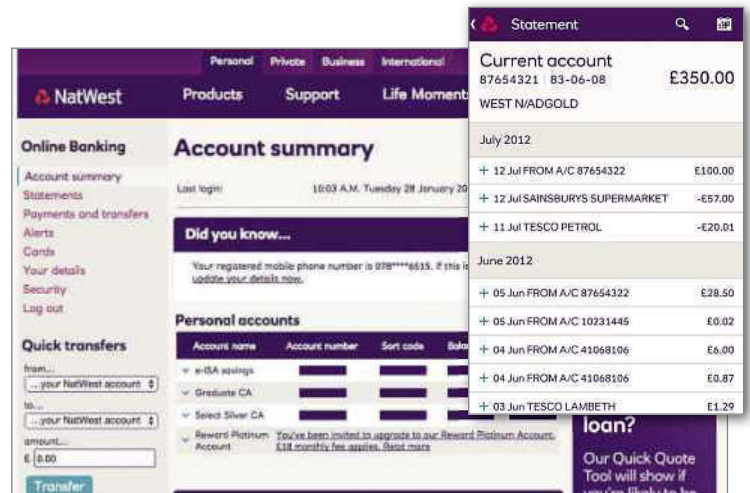 Personal Private Business International
NatWest
Products Support Life Moments
Online Banking
Account summary
Statements
Payments and transfers
Alerts
Cards
Your details
Security
Log out
Quick transfers
from...
...your NatWest account
to...
...your NatWest account
amount...
£ 0.00
Transfer
Account summary
Last login: 10:03 A.M. Tuesday 28 January 20
Did you know...
Your registered mobile phone number is 078****6515. If this is
update your details now.
Personal accounts
Account name Account number Sort code
e-ISA savings
Graduate CA
Select Silver CA
Reward Platinum Account
You've been invited to upgrade to our Reward Platinum Account.
£18 monthly fee applies. Read more
Statement
Current account
87654321 83-06-08 £350.00
WEST N/ADGOLD
July 2012
+ 12 Jul FROM A/C 87654322 £100.00
+ 12 Jul SAINSBURYS SUPERMARKET -£57.00
+ 11 Jul TESCO PETROL -£20.01
June 2012
+ 05 Jun FROM A/C 87654322 £28.50
+ 05 Jun FROM A/C 10231445 £0.02
+ 04 Jun FROM A/C 41068106 £6.00
+ 04 Jun FROM A/C 41068106 £0.87
+ 03 Jun TESCO LAMBETH £1.29
loan?
Our Quick Quote
Tool will show if
you're likely to be